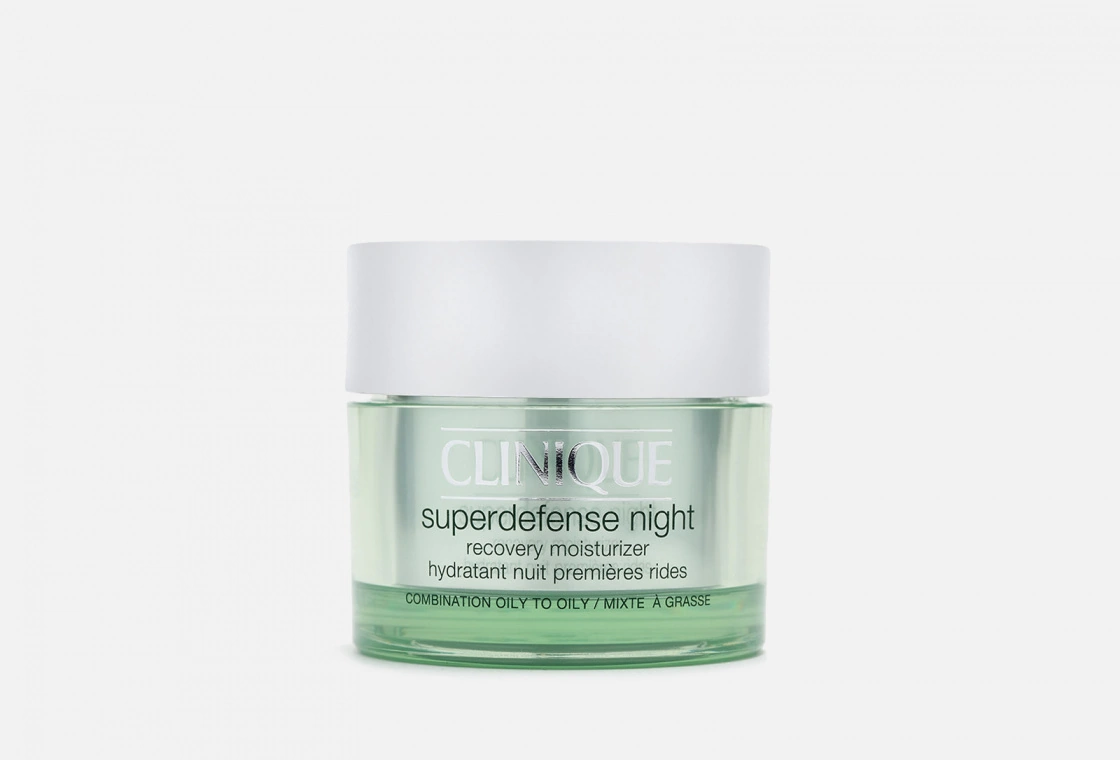 CLINIQUE
superdefense night
recovery moisturizer
hydratant nuit premières rides
COMBINATION OILY TO OILY / MIXTE À GRASSE